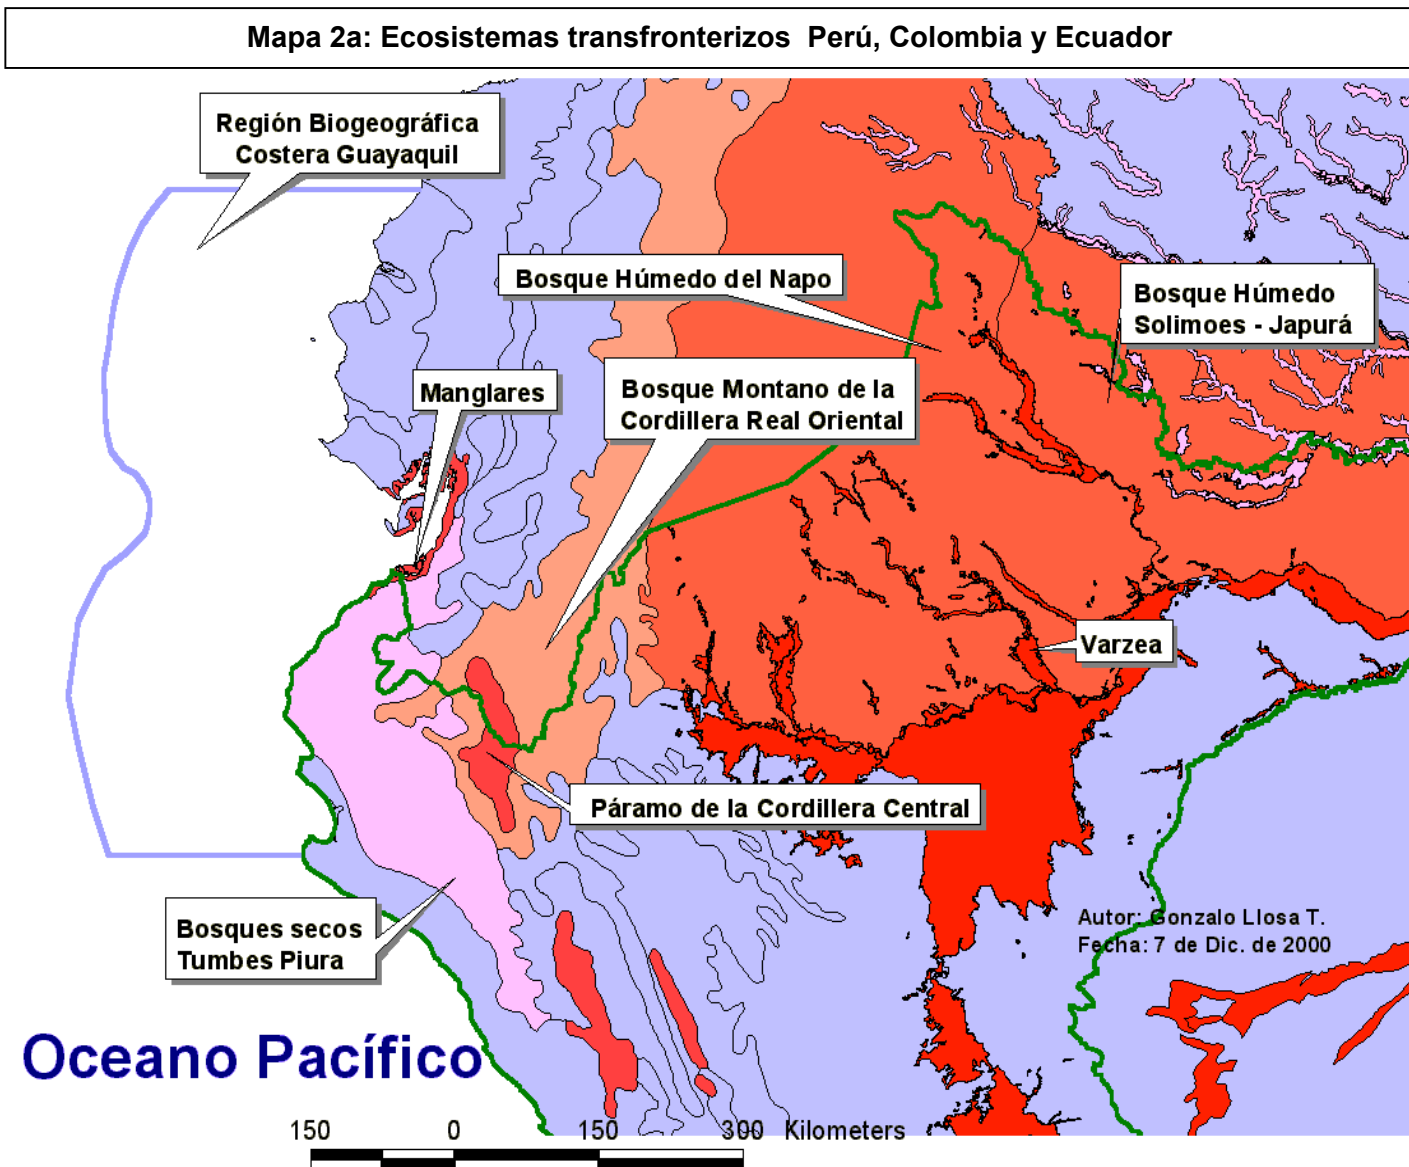 Mapa 2a: Ecosistemas transfronterizos  Perú, Colombia y Ecuador
Región Biogeográfica
Costera Guayaquil
Bosque Húmedo del Napo
Bosque Húmedo
Solimoes - Japurá
Manglares
Bosque Montano de la
Cordillera Real Oriental
Varzea
Páramo de la Cordillera Central
Bosques secos
Tumbes Piura
Autor: Gonzalo Llosa T.
Fecha: 7 de Dic. de 2000
Oceano Pacífico
150 0 150 300 Kilometers